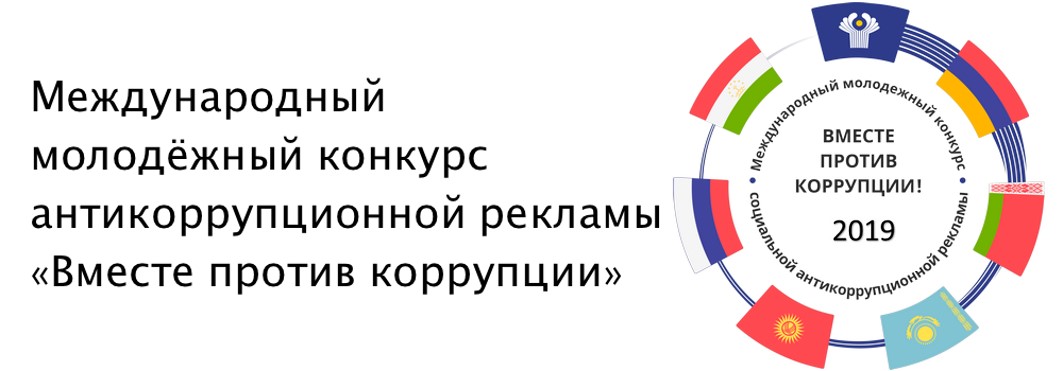 Международный
молодёжный конкурс
антикоррупционной рекламы
«Вместе против коррупции»
Международный молодежный конкурс
ВМЕСТЕ
ПРОТИВ
КОРРУПЦИИ!
2019
социальной антикоррупционной рекламы